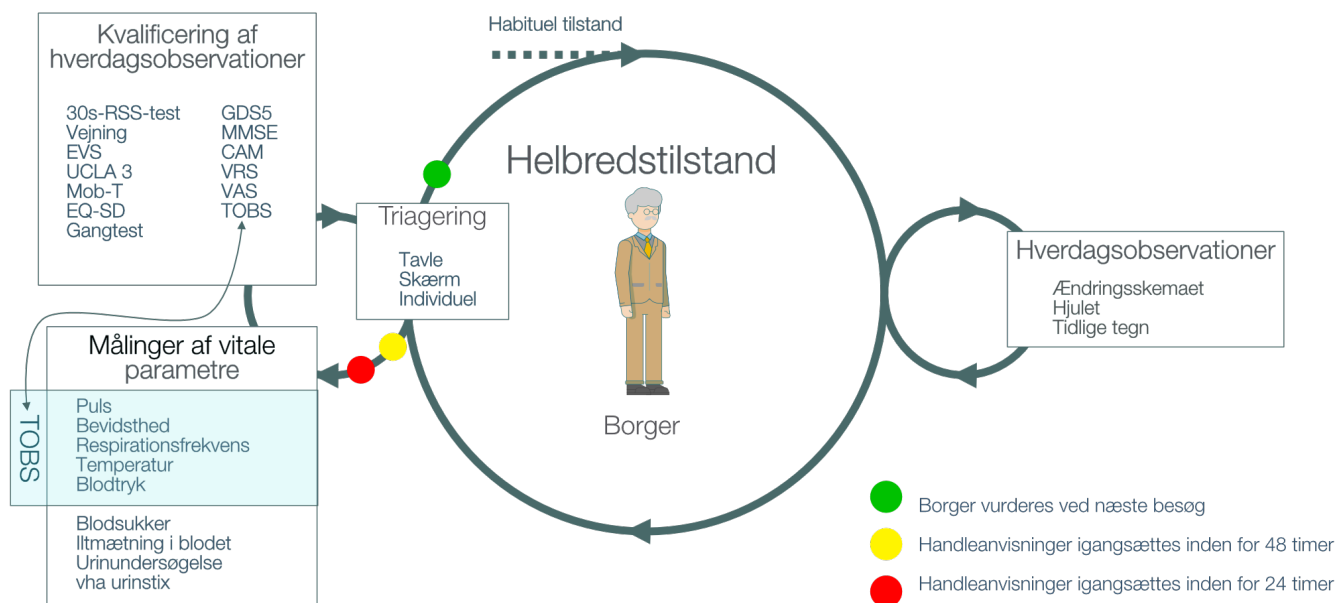 Kvalificering af
hverdagsobservationer
30s-RSS-test
Vejning
EVS
UCLA 3
Mob-T
EQ-SD
Gangtest
GDS5
MMSE
CAM
VRS
VAS
TOBS
Habituel tilstand
Helbredstilstand
Borger
Triagering
Tavle
Skærm
Individuel
Hverdagsobservationer
Ændringsskemaet
Hjulet
Tidlige tegn
Målinger af vitale
parametre
TOBS
Puls
Bevidsthed
Respirationsfrekvens
Temperatur
Blodtryk
Blodsukker
Iltmætning i blodet
Urinundersøgelse
vha urinstix
Borger vurderes ved næste besøg
Handleanvisninger igangsættes inden for 48 timer
Handleanvisninger igangsættes inden for 24 timer